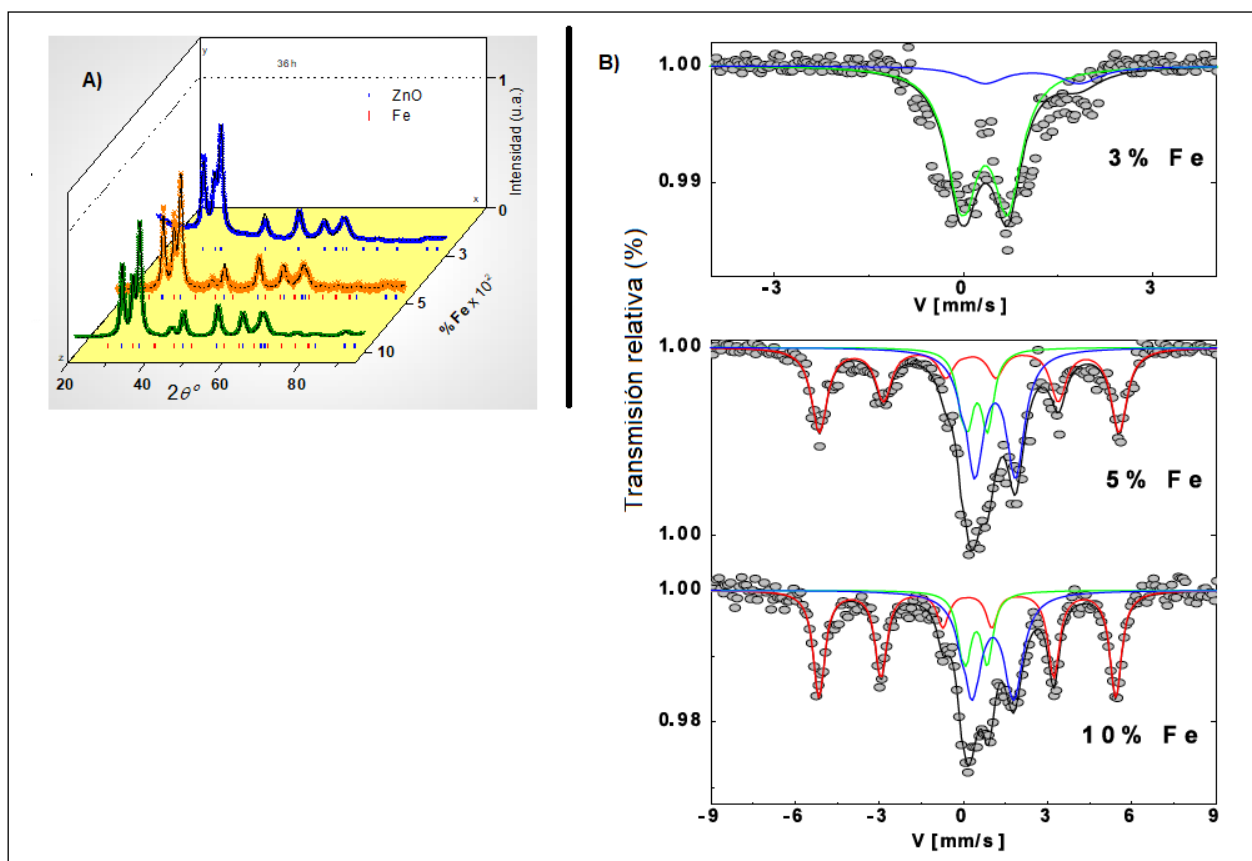 A)
y
36 h
1
ZnO
Fe
Intensidad (u.a.)
x
0
3
5
10
% Fe x 10²
z
20
40
60
80
2θ°
B)
Transmisión relativa (%)
1.00
0.99
3 % Fe
-3
0
3
V [mm/s]
1.00
5 % Fe
1.00
1.00
0.98
10% Fe
-9
-6
-3
0
3
6
9
V [mm/s]